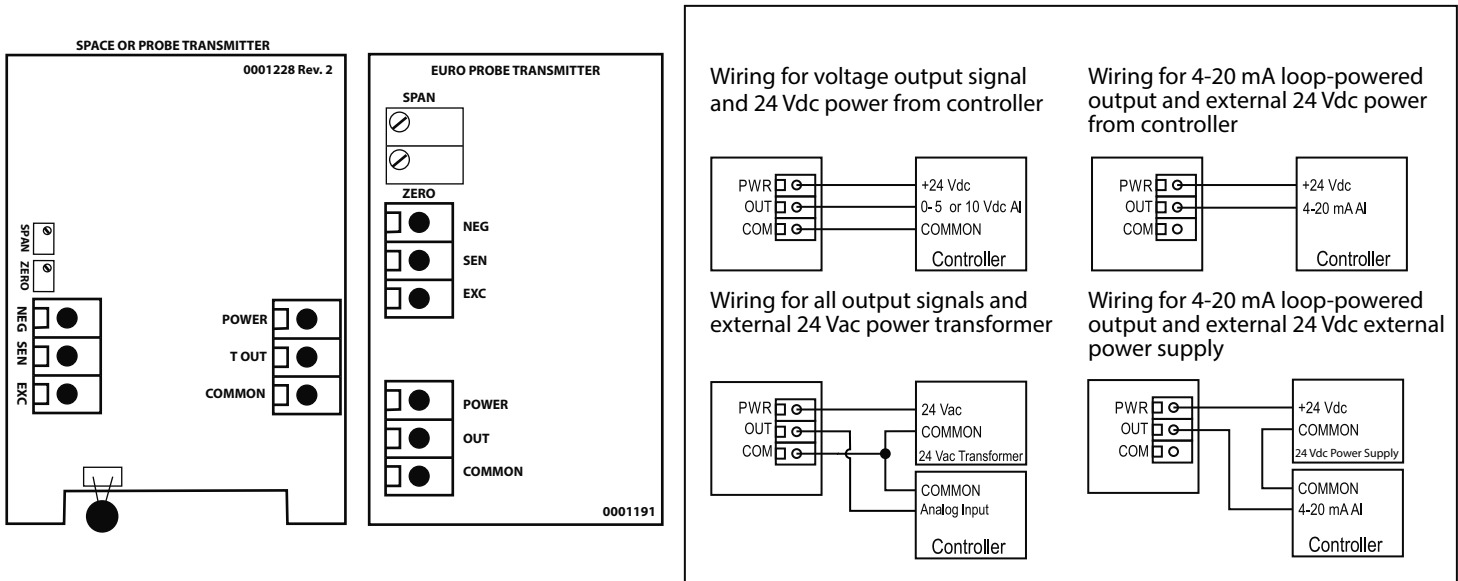 SPACE OR PROBE TRANSMITTER
0001228 Rev. 2
SPAN
ZERO
NEG
SEN
EXC
POWER
T OUT
COMMON
EURO PROBE TRANSMITTER
SPAN
ZERO
NEG
SEN
EXC
POWER
OUT
COMMON
0001191
Wiring for voltage output signal
and 24 Vdc power from controller
PWR
OUT
COM
+24 Vdc
0- 5 or 10 Vdc AI
COMMON
Controller
Wiring for 4-20 mA loop-powered
output and external 24 Vdc power
from controller
PWR
OUT
COM
+24 Vdc
4-20 mA AI
Controller
Wiring for all output signals and
external 24 Vac power transformer
PWR
OUT
COM
24 Vac
COMMON
24 Vac Transformer
COMMON
Analog Input
Controller
Wiring for 4-20 mA loop-powered
output and external 24 Vdc external
power supply
PWR
OUT
COM
+24 Vdc
COMMON
24 Vdc Power Supply
COMMON
4-20 mA AI
Controller